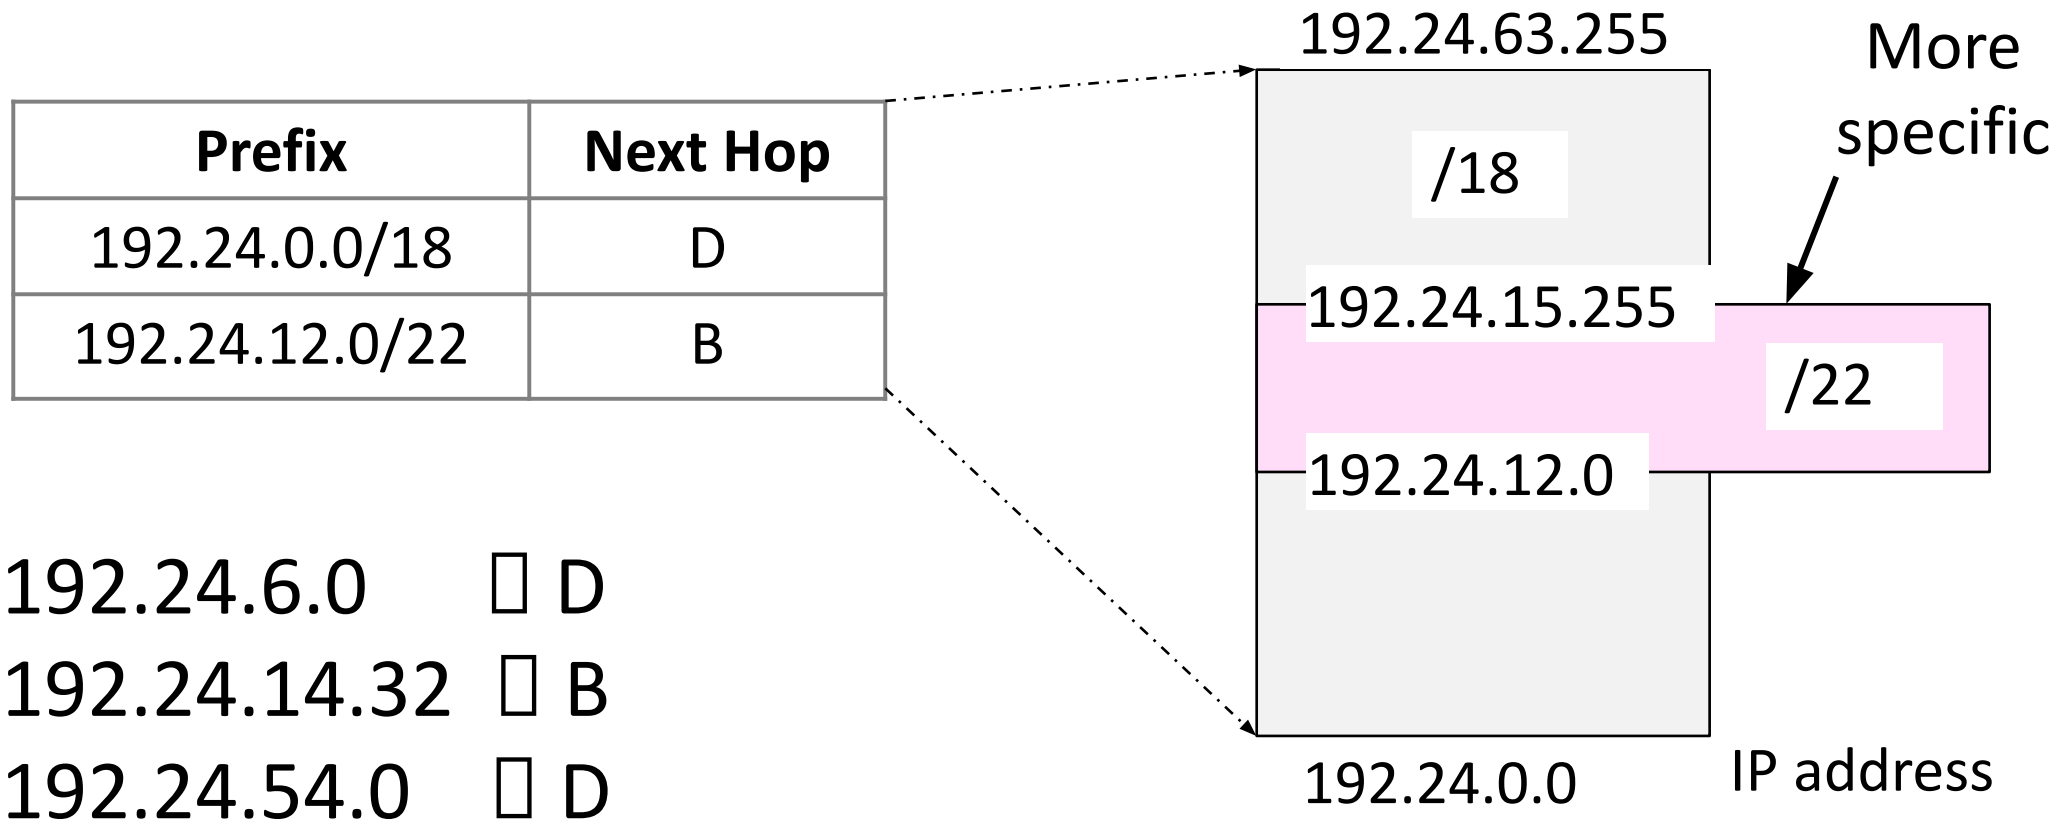 Prefix Next Hop
192.24.0.0/18 D
192.24.12.0/22 B
192.24.6.0 ▯ D
192.24.14.32 ▯ B
192.24.54.0 ▯ D
192.24.63.255
More
specific
/18
192.24.15.255
/22
192.24.12.0
192.24.0.0
IP address